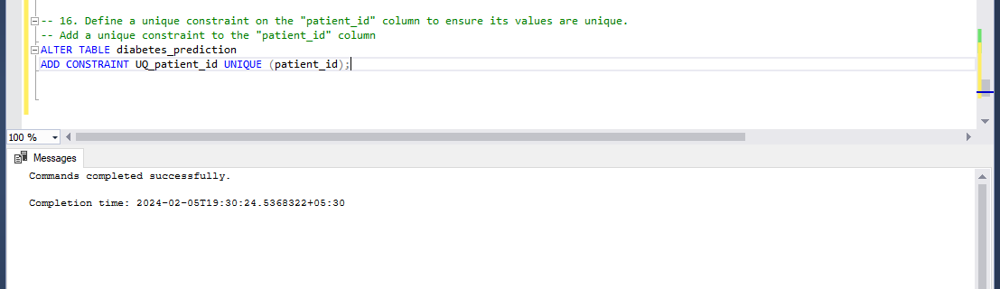 -- 16. Define a unique constraint on the "patient_id" column to ensure its values are unique.
-- Add a unique constraint to the "patient_id" column
ALTER TABLE diabetes_prediction
ADD CONSTRAINT UQ_patient_id UNIQUE (patient_id);
100 %
Messages
Commands completed successfully.
Completion time: 2024-02-05T19:30:24.5368322+05:30